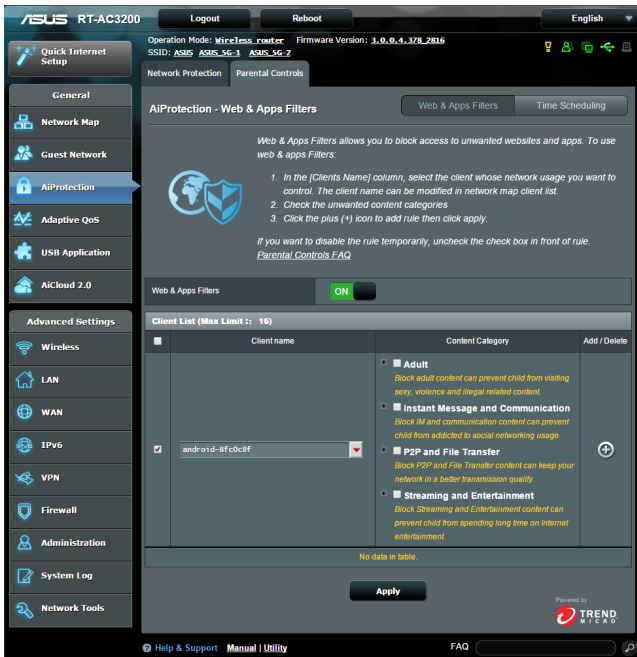 ASUS RT-AC3200
Logout
Reboot
English
Quick Internet
Setup
Operation Mode: Wireless router Firmware Version: 3.0.0.4.378_2816
SSID: ASUS ASUS_5G-1 ASUS_5G-2
Network Protection
Parental Controls
General
Network Map
Guest Network
AiProtection
Adaptive QoS
USB Application
AiCloud 2.0
Advanced Settings
Wireless
LAN
WAN
IPv6
VPN
Firewall
Administration
System Log
Network Tools
AiProtection - Web & Apps Filters
Web & Apps Filters
Time Scheduling
Web & Apps Filters allows you to block access to unwanted websites and apps. To use
web & apps Filters:
1. In the [Clients Name] column, select the client whose network usage you want to
control. The client name can be modified in network map client list.
2. Check the unwanted content categories
3. Click the plus (+) icon to add rule then click apply.
If you want to disable the rule temporarily, uncheck the check box in front of rule.
Parental Controls FAQ
Web & Apps Filters
ON
Client List (Max Limit : 16)
Client name
Content Category
Add / Delete
android-8fc0c8f
Adult
Block adult content can prevent child from visiting
sexy, violence and illegal related content.
Instant Message and Communication
Block IM and communication content can prevent
child from addicted to social networking usage.
P2P and File Transfer
Block P2P and File Transfer content can keep your
network in a better transmission quality.
Streaming and Entertainment
Block Streaming and Entertainment content can
prevent child from spending long time on Internet
entertainment.
No data in table.
Apply
Powered by
TREND
MICRO
Help & Support Manual | Utility
FAQ